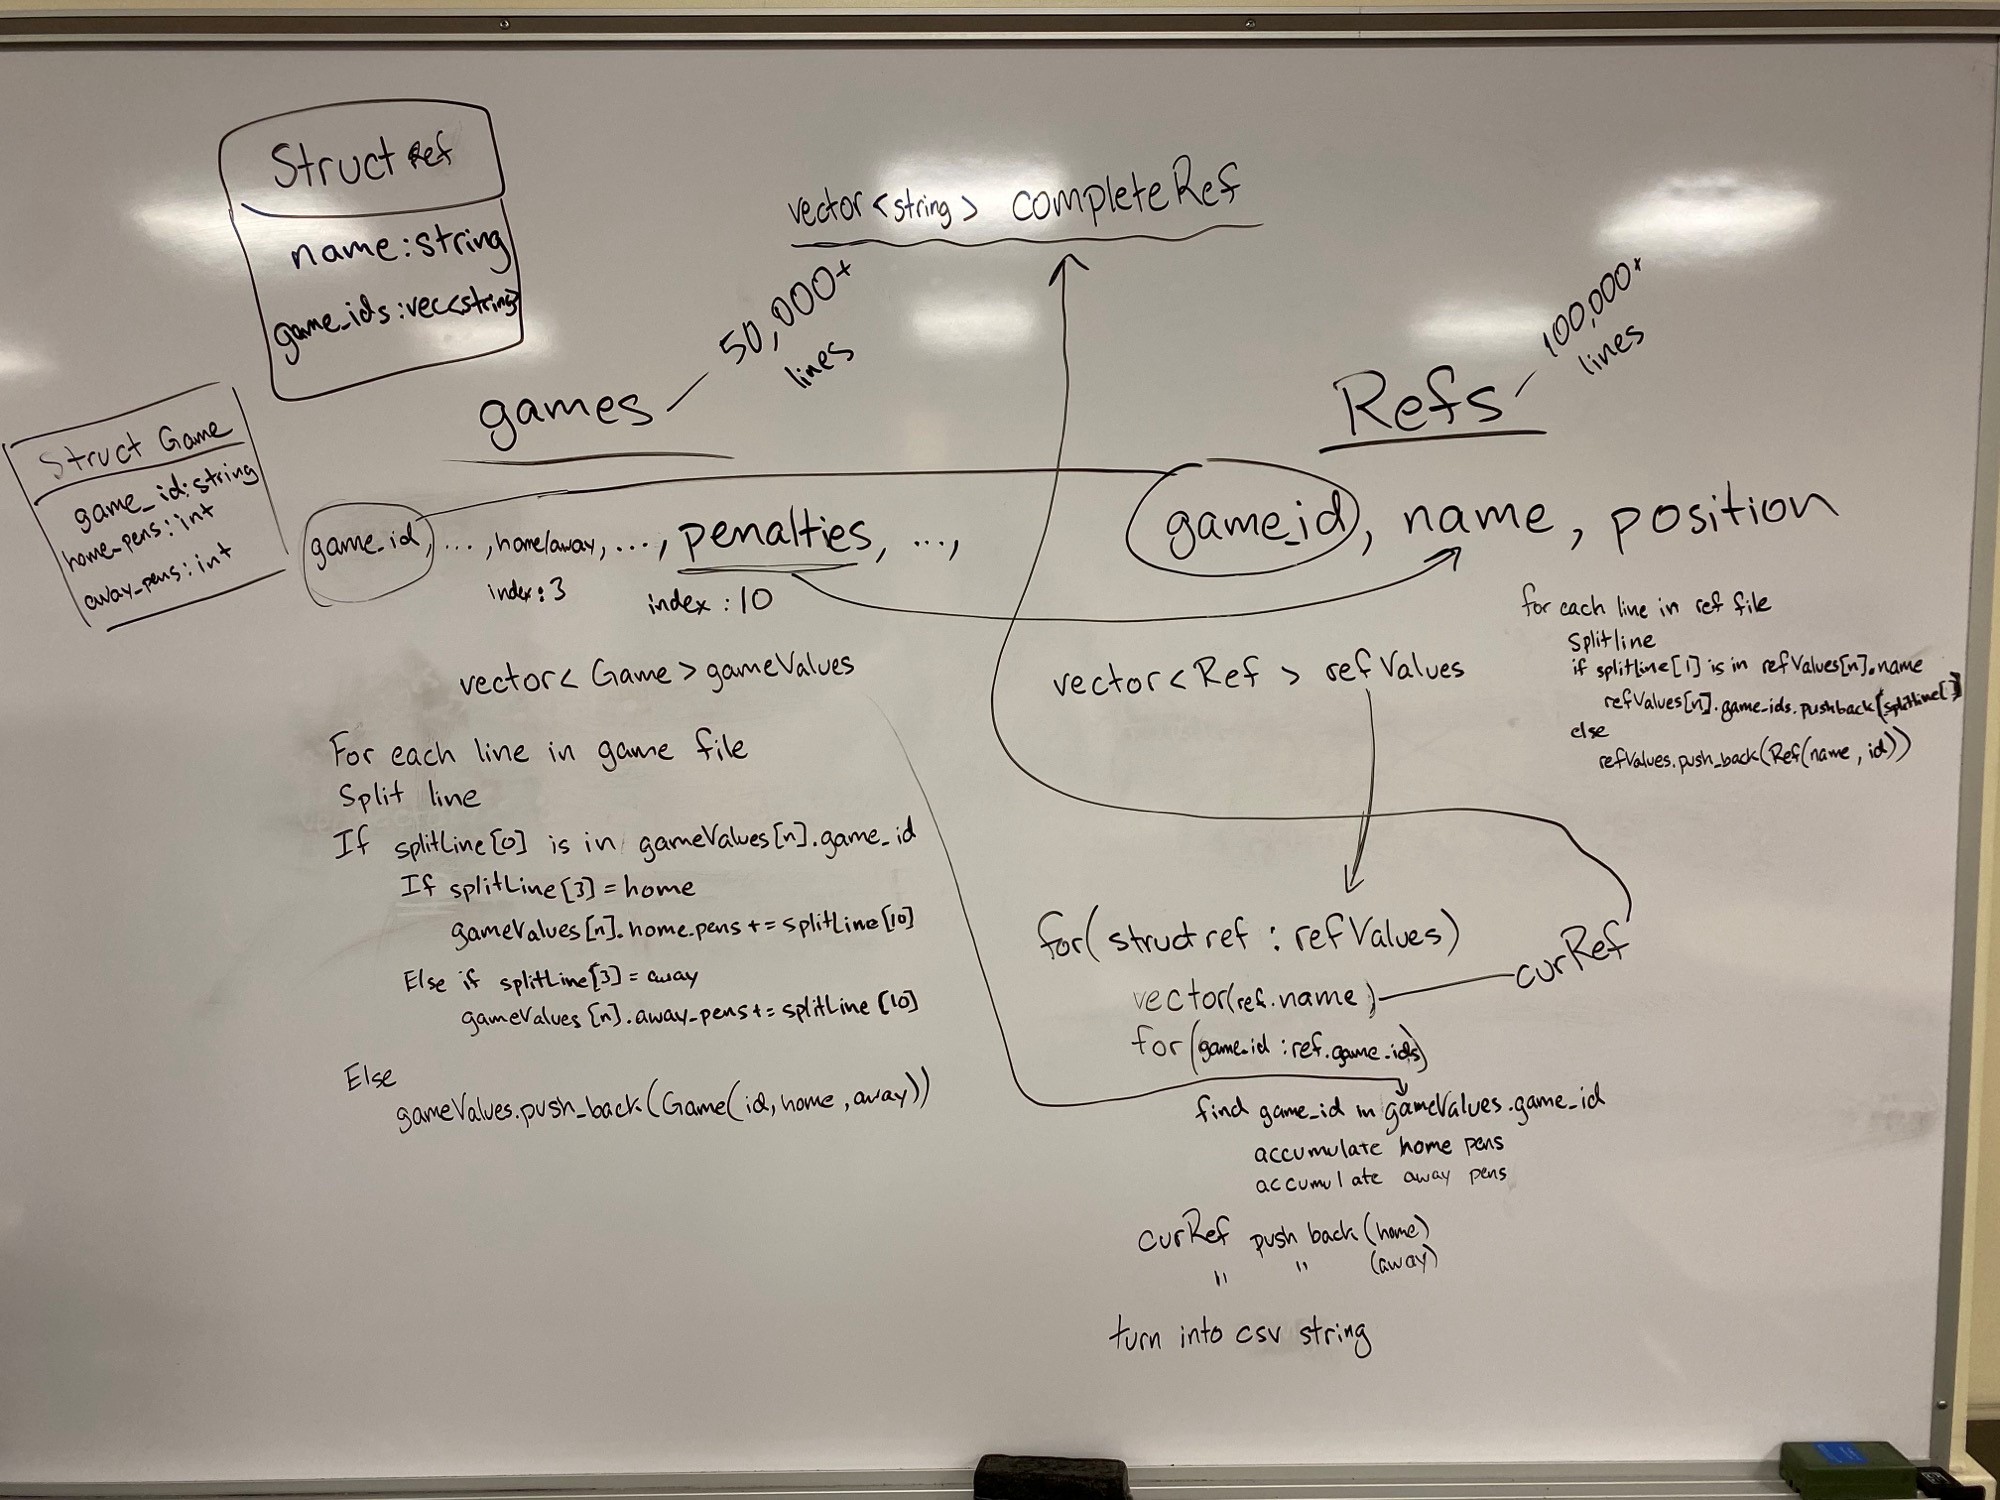 Struct Ref
name:string
game_ids:vec<string>
vector<string> completeRef
Struct Game
game_id:string
home_pens:int
away_pens:int
games
50,000+
lines
game_id, ..., home/away, ..., penalties, ...,
index:3
index:10
Refs
100,000+
lines
game_id, name, position
vector<Game> gameValues
For each line in game file
Split line
If splitLine[0] is in gameValues[n].game_id
If splitLine[3]=home
gameValues[n].home_pens += splitLine[10]
Else if splitLine[3]=away
gameValues[n].away_pens += splitLine[10]
Else
gameValues.push_back(Game(id, home, away))
vector<Ref> refValues
for each line in ref file
Splitline
if splitline[1] is in refValues[n].name
refValues[n].game_ids.pushback(splitline[
else
refValues.push_back(Ref(name, id))
for(struct ref : refValues)
vector(ref.name)
curRef
for(game_id : ref.game_ids)
find game_id in gameValues.game_id
accumulate home pens
accumulate away pens
curRef push back (home)
" " (away)
turn into csv string